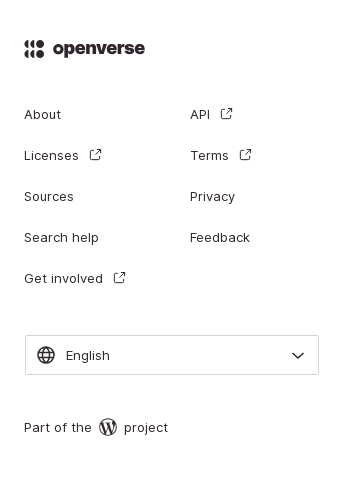 openverse
About
API
Licenses
Terms
Sources
Privacy
Search help
Feedback
Get involved
English
Part of the project